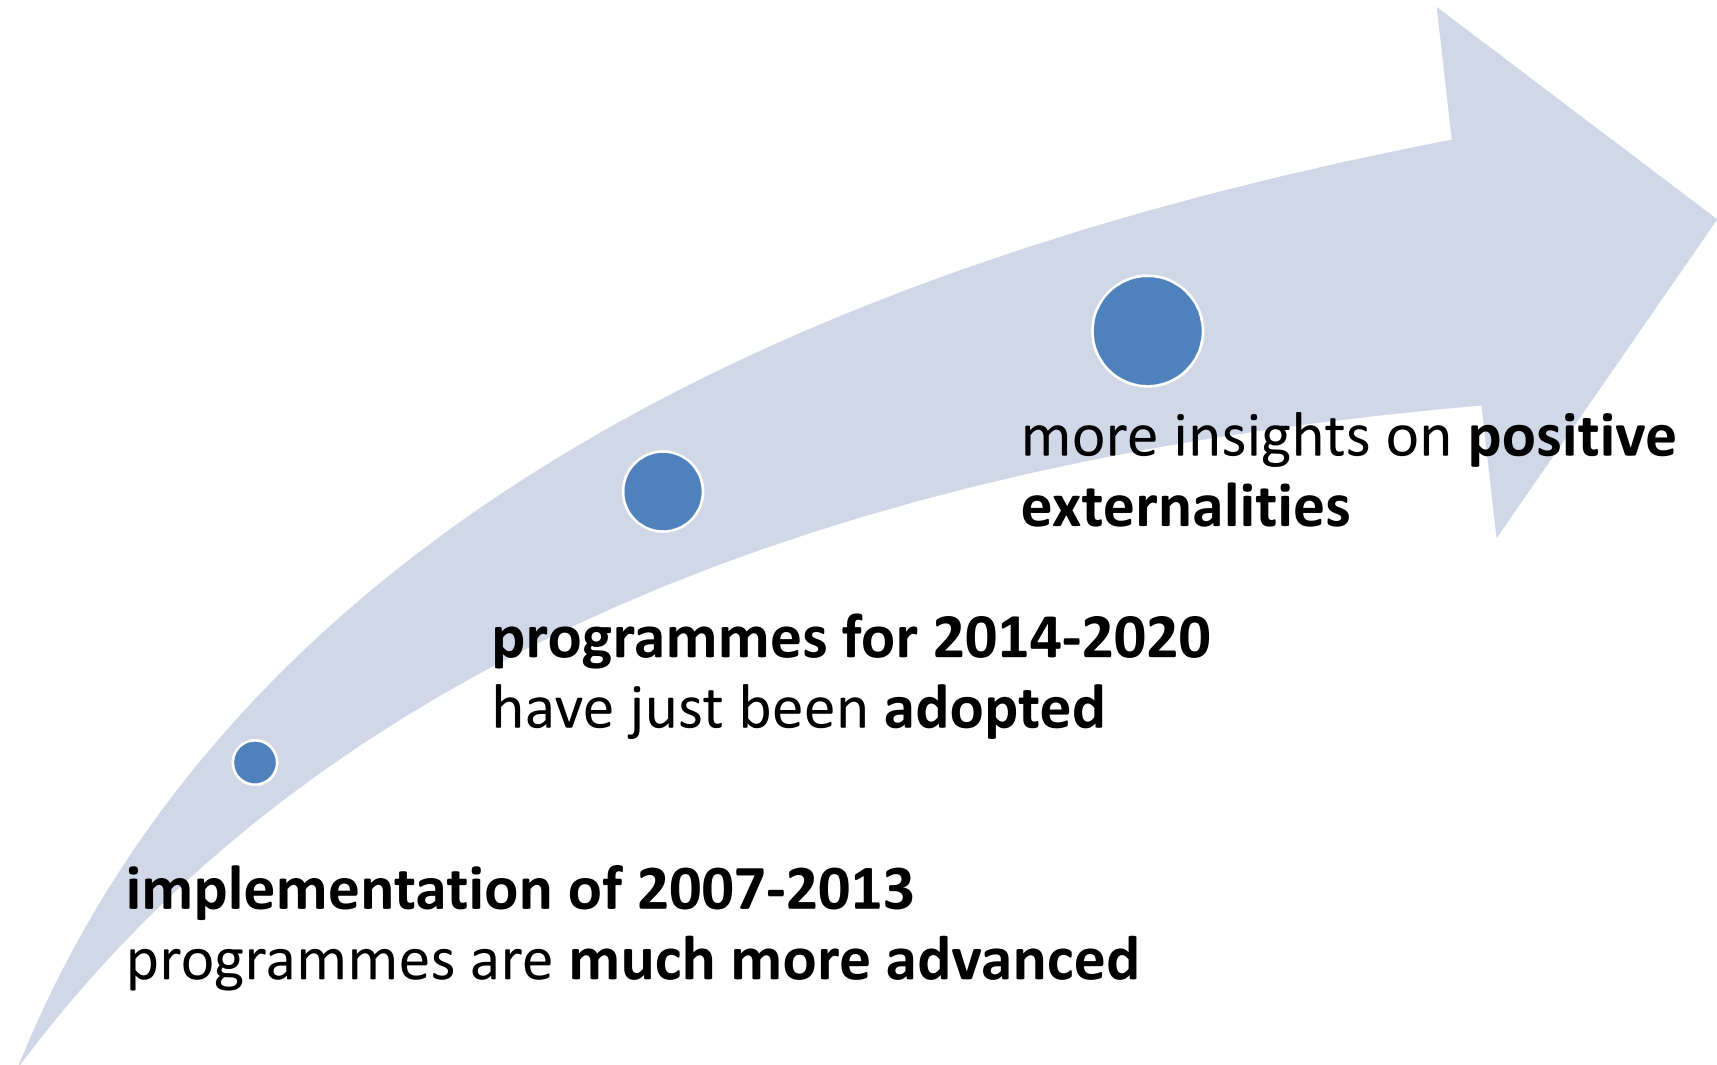 more insights on positive
externalities
programmes for 2014-2020
have just been adopted
implementation of 2007-2013
programmes are much more advanced